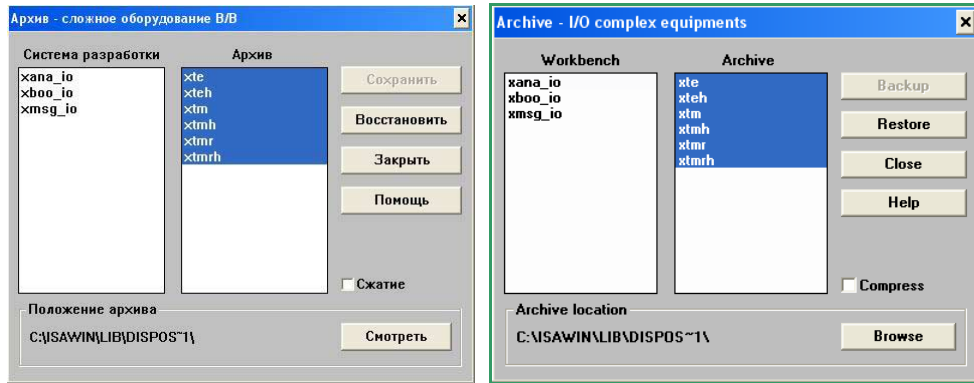 Архив - сложное оборудование В/В
Система разработки
Архив
xana_io
xboo_io
xmsg_io
xte
xteh
xtm
xtmh
xtmr
xtmrh
Сохранить
Восстановить
Закрыть
Помощь
Сжатие
Положение архива
C:\ISAWIN\LIB\DISPOS~1\
Смотреть
Archive - I/O complex equipments
Workbench
Archive
xana_io
xboo_io
xmsg_io
xte
xteh
xtm
xtmh
xtmr
xtmrh
Backup
Restore
Close
Help
Compress
Archive location
C:\ISAWIN\LIB\DISPOS~1\
Browse